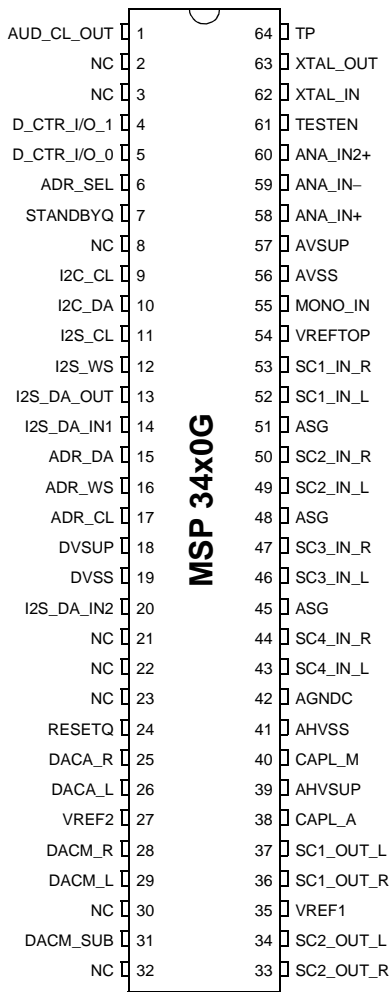 AUD_CL_OUT 1 64 TP
NC 2 63 XTAL_OUT
NC 3 62 XTAL_IN
D_CTR_I/O_1 4 61 TESTEN
D_CTR_I/O_0 5 60 ANA_IN2+
ADR_SEL 6 59 ANA_IN−
STANDBYQ 7 58 ANA_IN+
NC 8 57 AVSUP
I2C_CL 9 56 AVSS
I2C_DA 10 55 MONO_IN
I2S_CL 11 54 VREFTOP
I2S_WS 12 53 SC1_IN_R
I2S_DA_OUT 13 52 SC1_IN_L
I2S_DA_IN1 14 51 ASG
ADR_DA 15 50 SC2_IN_R
ADR_WS 16 49 SC2_IN_L
ADR_CL 17 48 ASG
DVSUP 18 47 SC3_IN_R
DVSS 19 46 SC3_IN_L
I2S_DA_IN2 20 45 ASG
NC 21 44 SC4_IN_R
NC 22 43 SC4_IN_L
NC 23 42 AGNDC
RESETQ 24 41 AHVSS
DACA_R 25 40 CAPL_M
DACA_L 26 39 AHVSUP
VREF2 27 38 CAPL_A
DACM_R 28 37 SC1_OUT_L
DACM_L 29 36 SC1_OUT_R
NC 30 35 VREF1
DACM_SUB 31 34 SC2_OUT_L
NC 32 33 SC2_OUT_R
MSP 34x0G